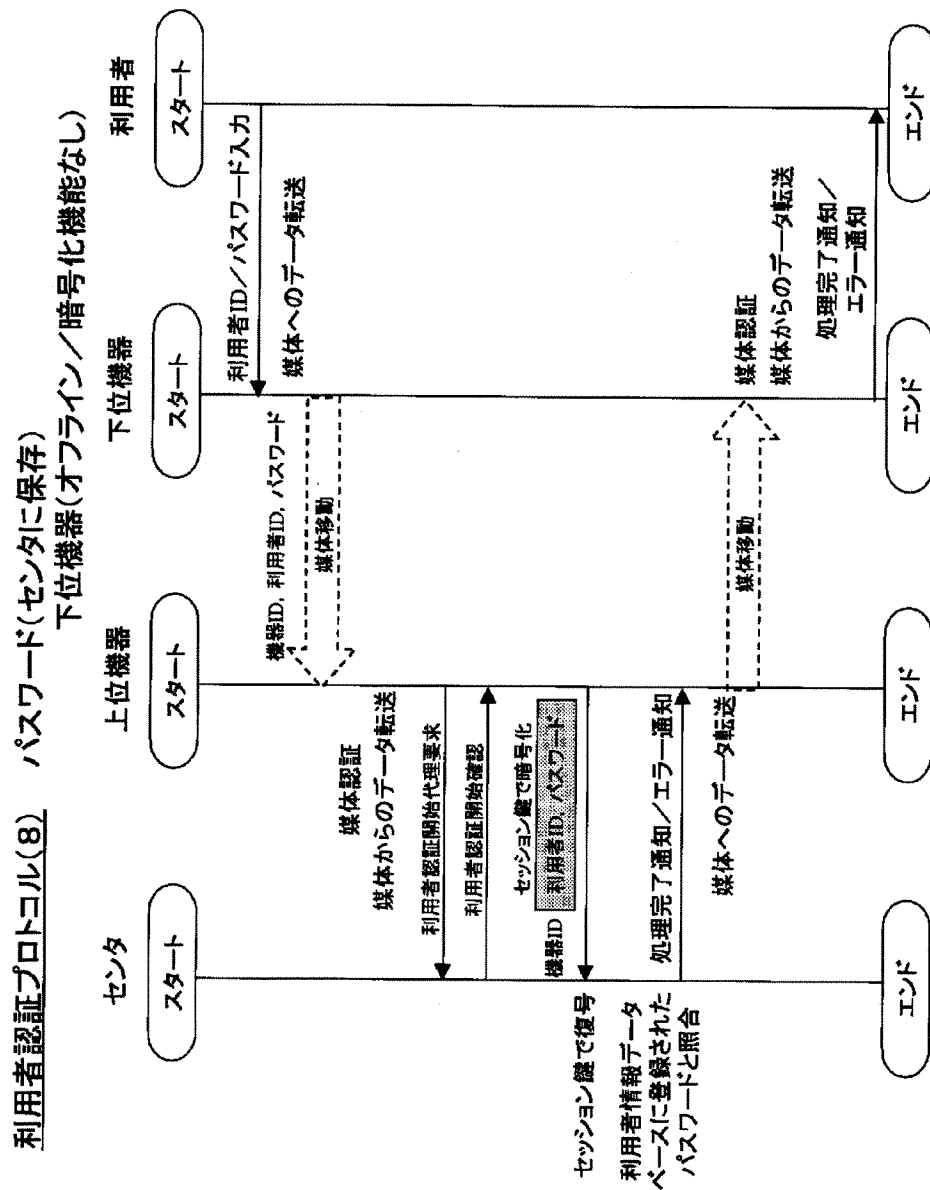 利用者認証プロトコル(8)　パスワード(センタに保存)
下位機器(オフライン／暗号化機能なし)
センタ
上位機器
下位機器
利用者
スタート
スタート
スタート
スタート
利用者ID／パスワード入力
媒体へのデータ転送
機器ID, 利用者ID, パスワード
媒体移動
媒体認証
媒体からのデータ転送
利用者認証開始代理要求
利用者認証開始確認
セッション鍵で暗号化
機器ID 利用者ID, パスワード
セッション鍵で復号
利用者情報データ
ベースに登録された
パスワードと照合
処理完了通知／エラー通知
媒体へのデータ転送
媒体移動
媒体認証
媒体からのデータ転送
処理完了通知／
エラー通知
エンド
エンド
エンド
エンド